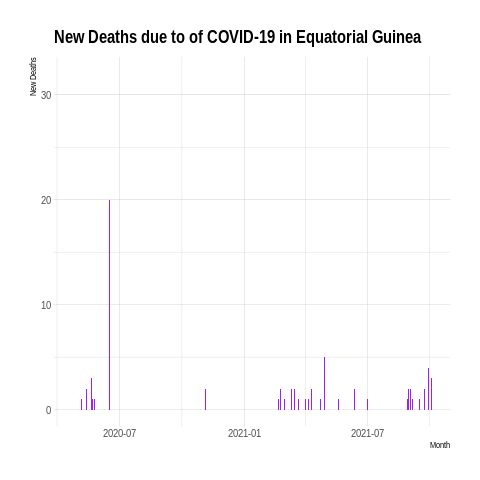 New Deaths due to of COVID-19 in Equatorial Guinea
New Deaths
30
20
10
0
2020-07 2021-01 2021-07
Month